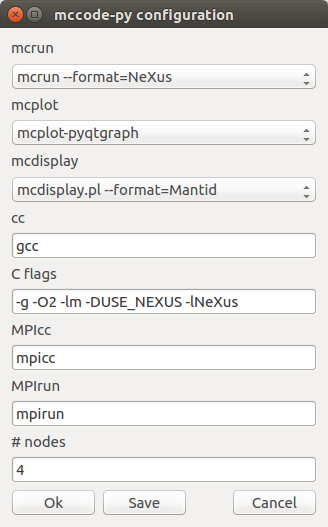 mccode-py configuration
mcrun
mcrun --format=NeXus
mcplot
mcplot-pyqtgraph
mcdisplay
mcdisplay.pl --format=Mantid
cc
gcc
C flags
-g -O2 -lm -DUSE_NEXUS -lNeXus
MPIcc
mpicc
MPIrun
mpirun
# nodes
4
Ok Save Cancel